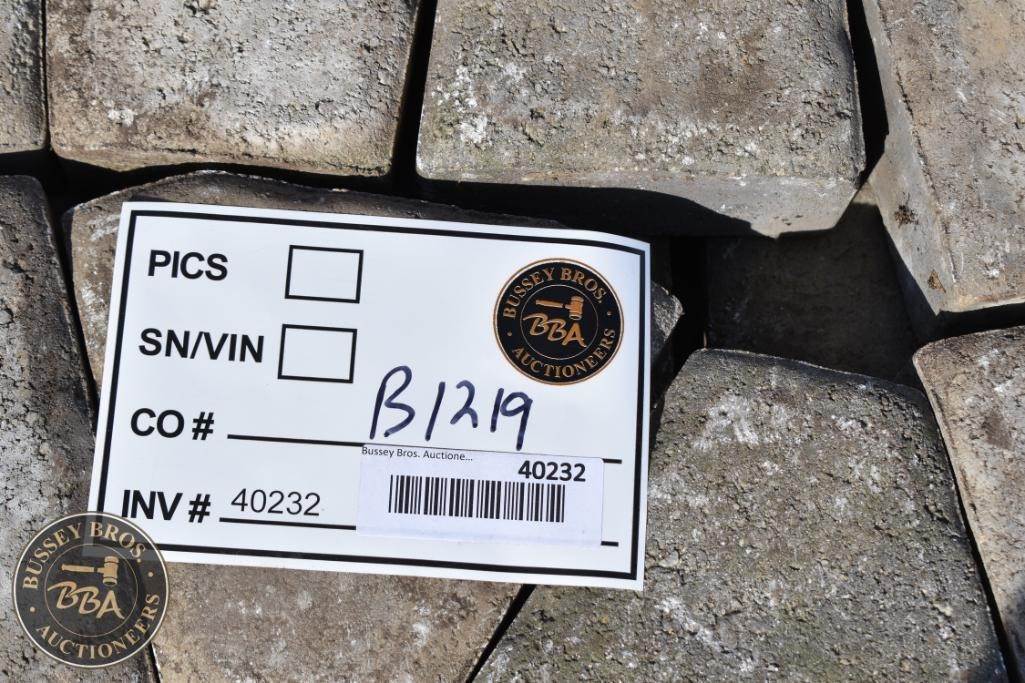 PICS
BUSSEY BROS.
BBA
AUCTIONEERS
SN/VIN
CO # B1219
Bussey Bros. Auctione...
40232
INV # 40232
BUSSEY BROS.
BBA
AUCTIONEERS